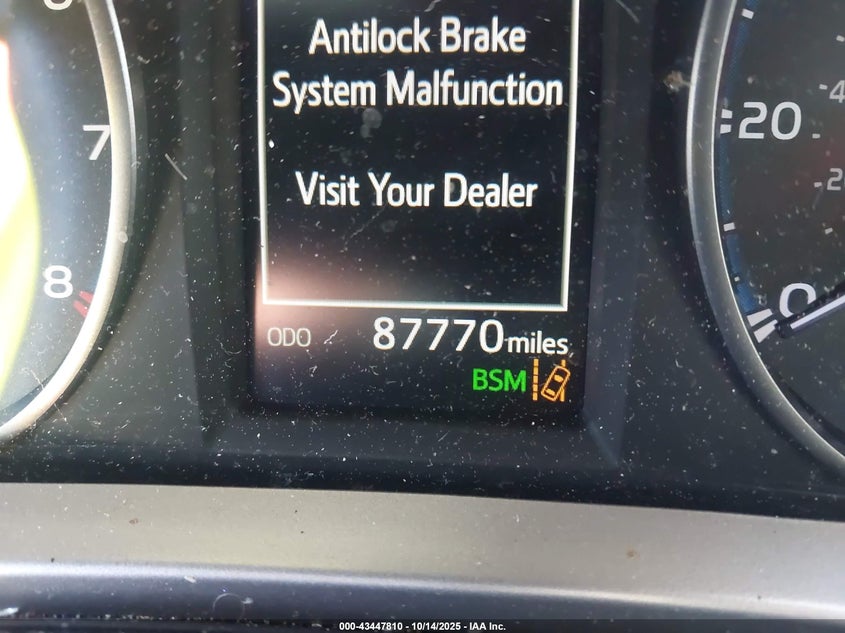 Antilock Brake
System Malfunction
Visit Your Dealer
7
8
20
0
ODO 87770 miles
BSM
000-43447810 - 10/14/2025 - IAA Inc.